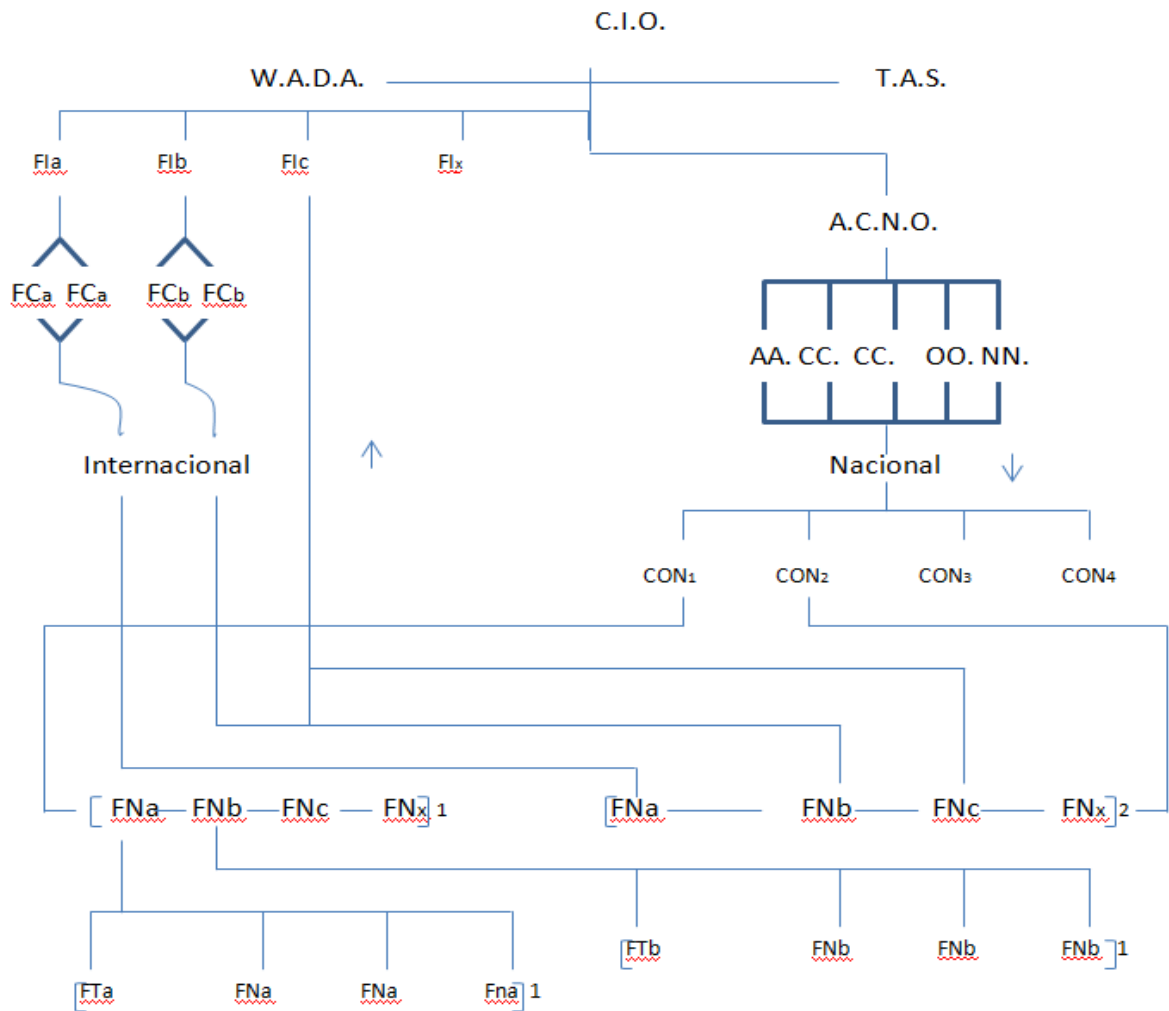 C.I.O.
W.A.D.A. T.A.S.
FIa FIb FIc FIx
A.C.N.O.
FCa FCa FCb FCb
AA. CC. CC. OO. NN.
Internacional Nacional
CON1 CON2 CON3 CON4
[FNa FNb FNc FNx] 1 [FNa FNb FNc FNx] 2
[FTb FNb FNb FNb] 1
[FTa FNa FNa Fna] 1